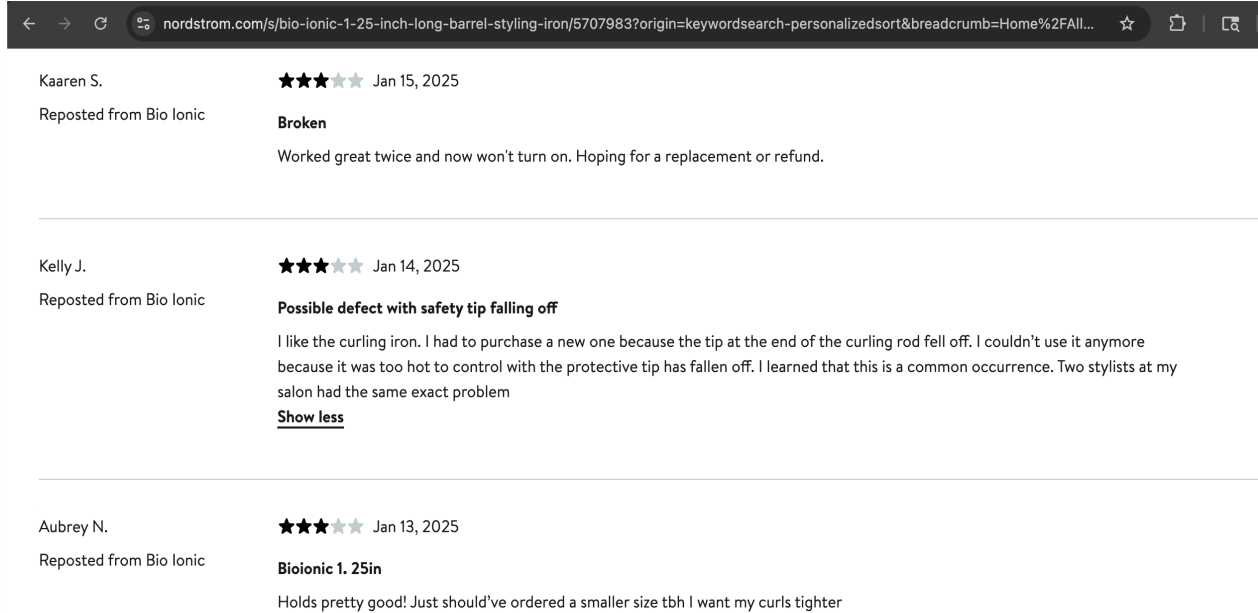 nordstrom.com/s/bio-ionic-1-25-inch-long-barrel-styling-iron/5707983?origin=keywordsearch-personalizedsort&breadcrumb=Home%2FAll...
Kaaren S.
Jan 15, 2025
Reposted from Bio Ionic
Broken
Worked great twice and now won't turn on. Hoping for a replacement or refund.
Kelly J.
Jan 14, 2025
Reposted from Bio Ionic
Possible defect with safety tip falling off
I like the curling iron. I had to purchase a new one because the tip at the end of the curling rod fell off. I couldn’t use it anymore
because it was too hot to control with the protective tip has fallen off. I learned that this is a common occurrence. Two stylists at my
salon had the same exact problem
Show less
Aubrey N.
Jan 13, 2025
Reposted from Bio Ionic
Bioionic 1. 25in
Holds pretty good! Just should’ve ordered a smaller size tbh I want my curls tighter